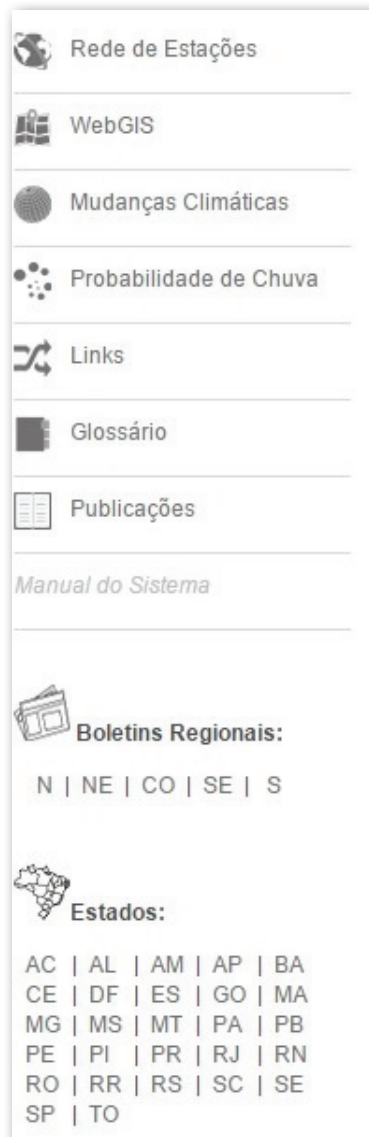 Rede de Estações
WebGIS
Mudanças Climáticas
Probabilidade de Chuva
Links
Glossário
Publicações
Manual do Sistema
Boletins Regionais:
N | NE | CO | SE | S
Estados:
AC | AL | AM | AP | BA
CE | DF | ES | GO | MA
MG | MS | MT | PA | PB
PE | PI | PR | RJ | RN
RO | RR | RS | SC | SE
SP | TO